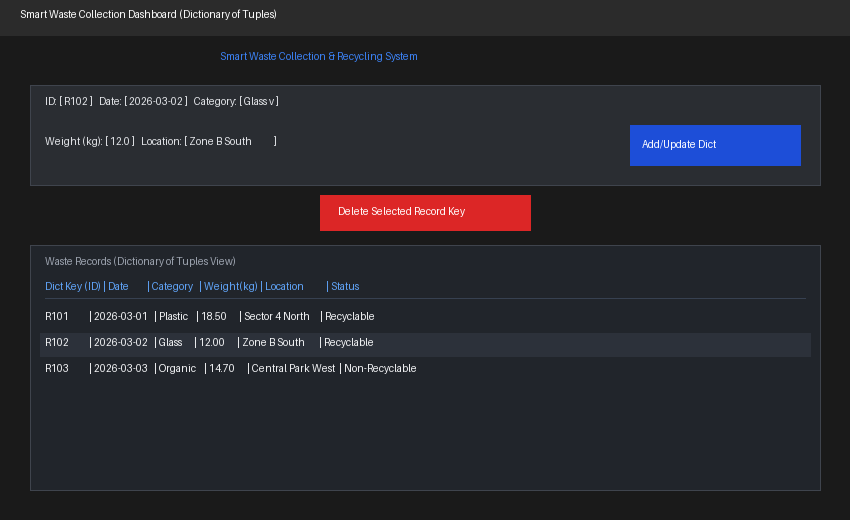 Smart Waste Collection Dashboard (Dictionary of Tuples)
Smart Waste Collection & Recycling System
ID: [ R102 ]  Date: [ 2026-03-02 ]  Category: [ Glass v ]
Weight (kg): [ 12.0 ]  Location: [ Zone B South ]
Add/Update Dict
Delete Selected Record Key
Waste Records (Dictionary of Tuples View)
Dict Key (ID) | Date | Category | Weight(kg) | Location | Status
R101 | 2026-03-01 | Plastic | 18.50 | Sector 4 North | Recyclable
R102 | 2026-03-02 | Glass | 12.00 | Zone B South | Recyclable
R103 | 2026-03-03 | Organic | 14.70 | Central Park West | Non-Recyclable